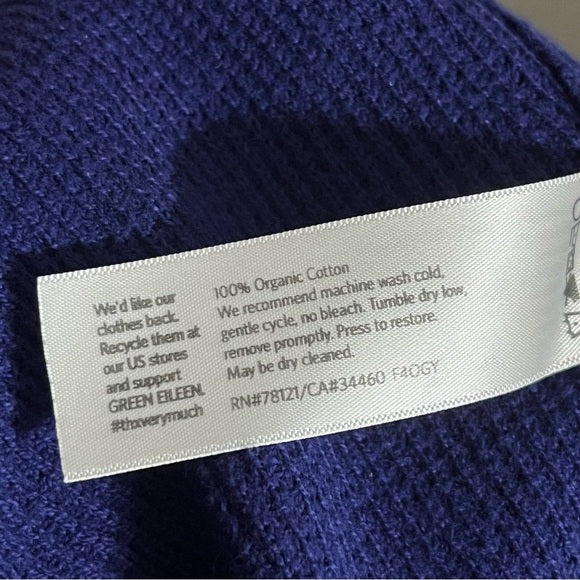 We'd like our
clothes back.
Recycle them at
our US stores
and support
GREEN EILEEN.
#thxverymuch
100% Organic Cotton
We recommend machine wash cold,
gentle cycle, no bleach. Tumble dry low,
remove promptly. Press to restore.
May be dry cleaned.
RN#78121/CA#34460 F4OGY